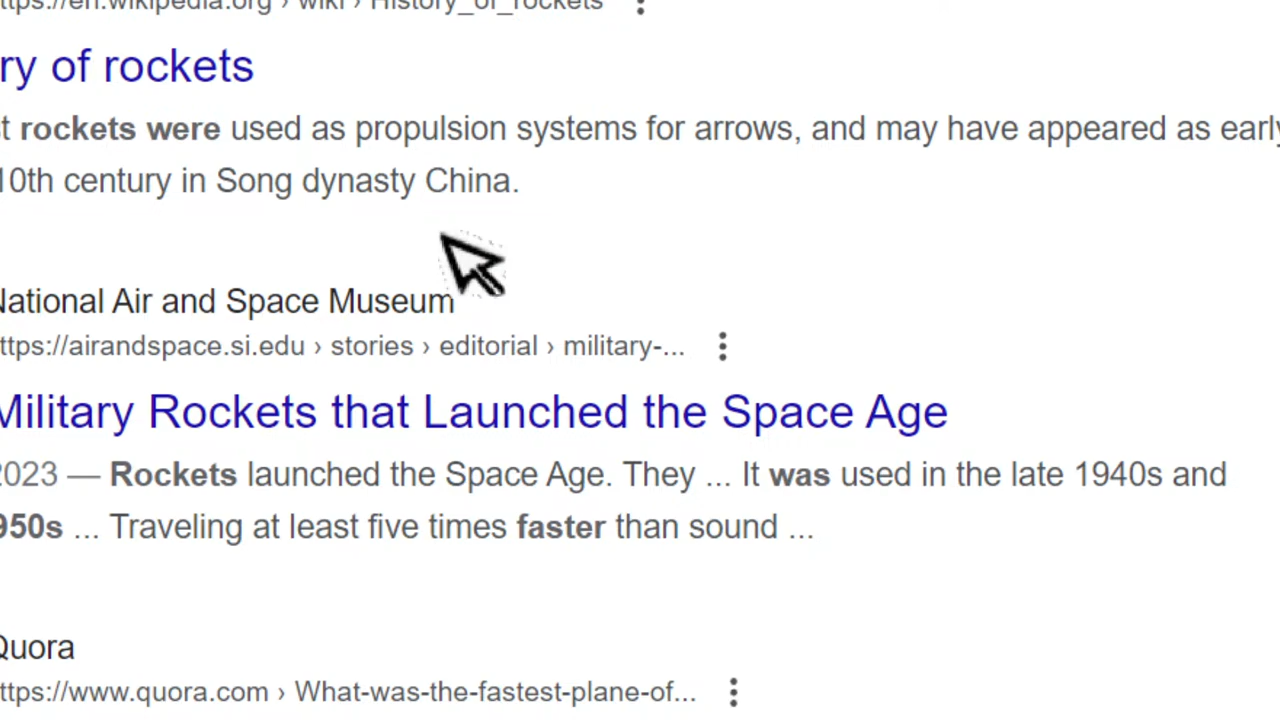 ttps://en.wikipedia.org › wiki › History_of_rockets
ry of rockets
t rockets were used as propulsion systems for arrows, and may have appeared as early
10th century in Song dynasty China.
National Air and Space Museum
ttps://airandspace.si.edu › stories › editorial › military-...
Military Rockets that Launched the Space Age
2023 — Rockets launched the Space Age. They ... It was used in the late 1940s and
950s ... Traveling at least five times faster than sound ...
Quora
ttps://www.quora.com › What-was-the-fastest-plane-of...